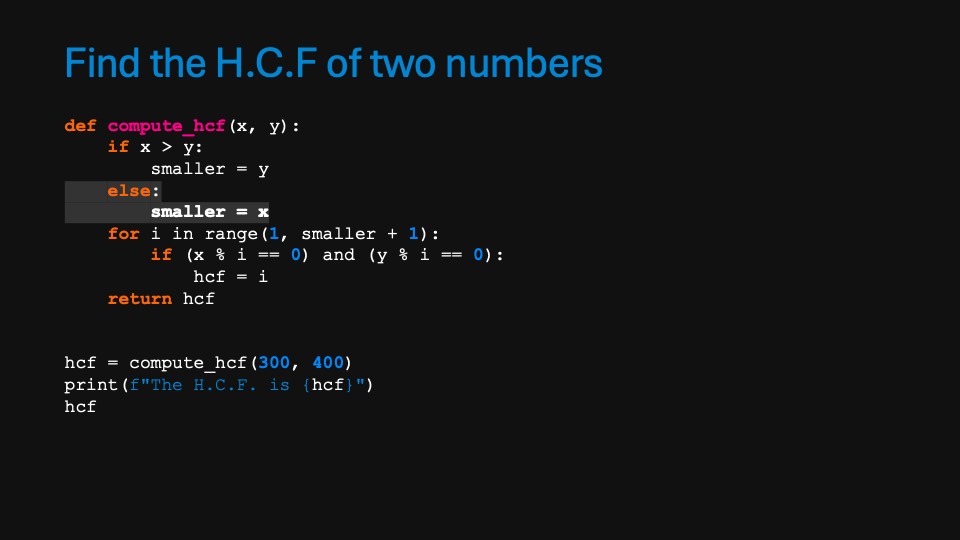 Find the H.C.F of two numbers
def compute_hcf(x, y):
    if x > y:
        smaller = y
    else:
        smaller = x
    for i in range(1, smaller + 1):
        if (x % i == 0) and (y % i == 0):
            hcf = i
    return hcf
hcf = compute_hcf(300, 400)
print(f"The H.C.F. is {hcf}")
hcf